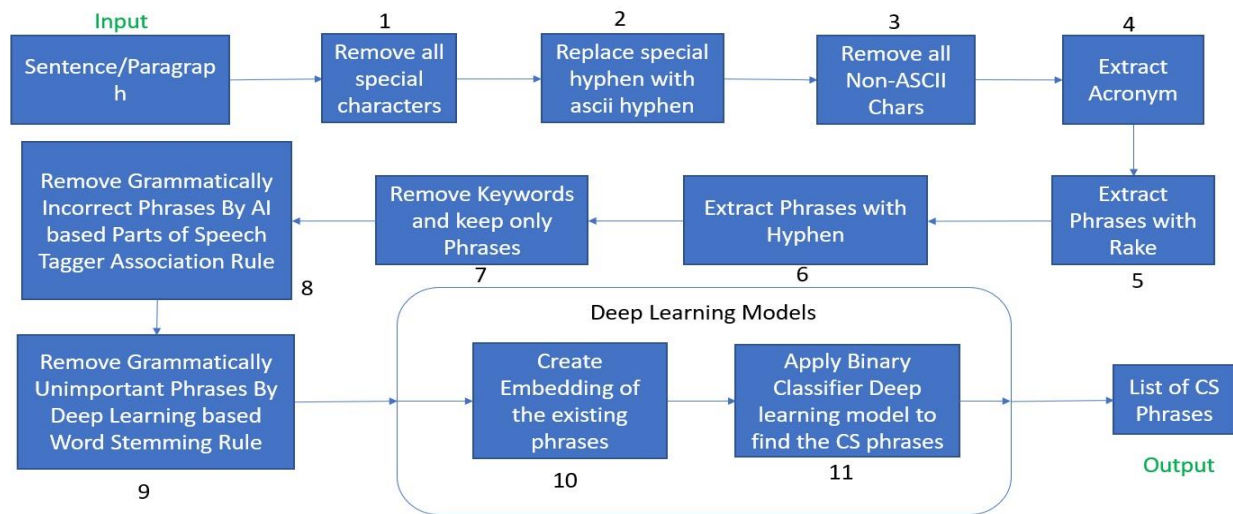 Input
Sentence/Paragrap
h
1
Remove all
special
characters
2
Replace special
hyphen with
ascii hyphen
3
Remove all
Non-ASCII
Chars
4
Extract
Acronym
Extract
Phrases with
Rake
5
Extract Phrases with
Hyphen
6
Remove Keywords
and keep only
Phrases
7
Remove Grammatically
Incorrect Phrases By AI
based Parts of Speech
Tagger Association Rule
8
Remove Grammatically
Unimportant Phrases By
Deep Learning based
Word Stemming Rule
9
Deep Learning Models
Create
Embedding of
the existing
phrases
10
Apply Binary
Classifier Deep
learning model to
find the CS phrases
11
List of CS
Phrases
Output